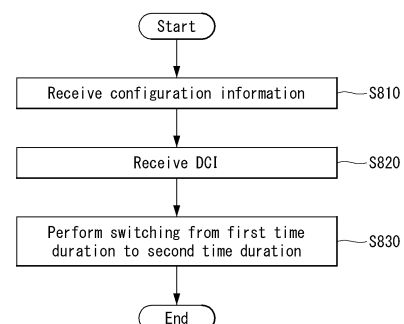 Start
Receive configuration information
S810
Receive DCI
S820
Perform switching from first time
duration to second time duration
S830
End